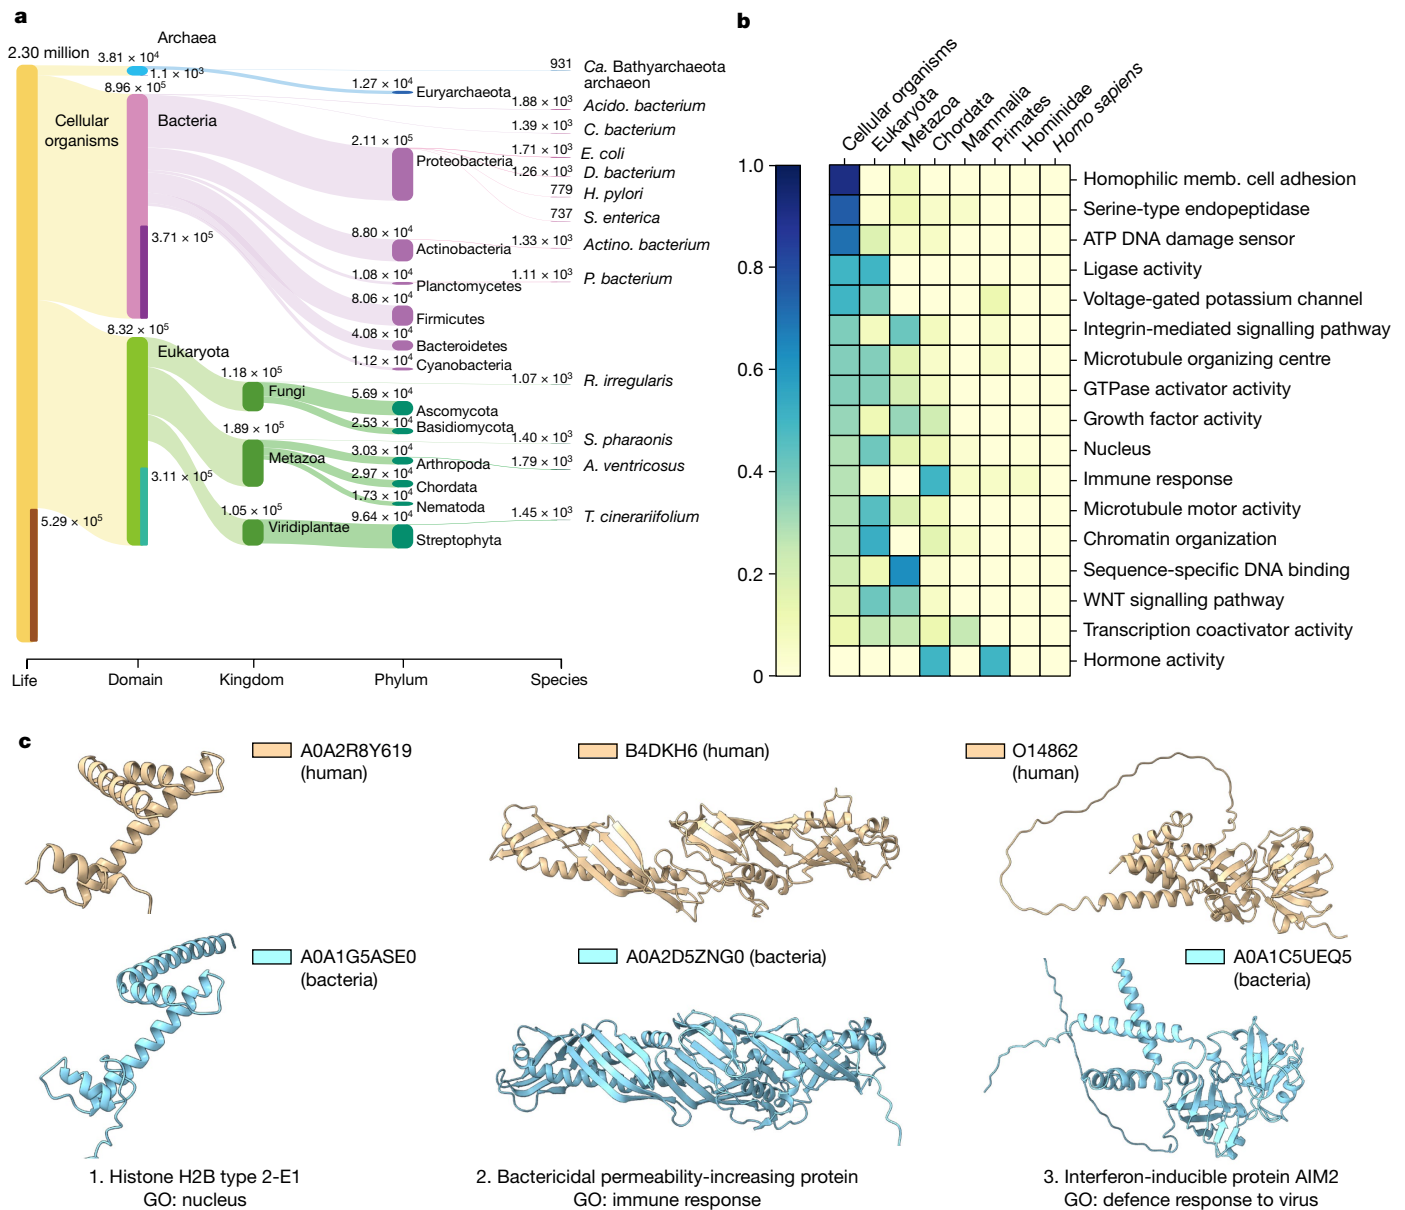 a
2.30 million
3.81 × 10⁴
Archaea
1.1 × 10³
8.96 × 10⁵
Cellular
organisms
Bacteria
3.71 × 10⁵
8.32 × 10⁵
Eukaryota
3.11 × 10⁵
5.29 × 10⁵
1.18 × 10⁵
Fungi
1.89 × 10⁵
Metazoa
1.05 × 10⁵
Viridiplantae
1.27 × 10⁴
Euryarchaeota
2.11 × 10⁵
Proteobacteria
8.80 × 10⁴
Actinobacteria
1.08 × 10⁴
Planctomycetes
8.06 × 10⁴
Firmicutes
4.08 × 10⁴
Bacteroidetes
1.12 × 10⁴
Cyanobacteria
5.69 × 10⁴
Ascomycota
2.53 × 10⁴
Basidiomycota
3.03 × 10⁴
Arthropoda
2.97 × 10⁴
Chordata
1.73 × 10⁴
Nematoda
9.64 × 10⁴
Streptophyta
931 Ca. Bathyarchaeota
archaeon
1.88 × 10³ Acido. bacterium
1.39 × 10³ C. bacterium
1.71 × 10³ E. coli
1.26 × 10³ D. bacterium
779 H. pylori
737 S. enterica
1.33 × 10³ Actino. bacterium
1.11 × 10³ P. bacterium
1.07 × 10³ R. irregularis
1.40 × 10³ S. pharaonis
1.79 × 10³ A. ventricosus
1.45 × 10³ T. cinerariifolium
Life Domain Kingdom Phylum Species
b
Cellular organisms
Eukaryota
Metazoa
Chordata
Mammalia
Primates
Hominidae
Homo sapiens
1.0
0.8
0.6
0.4
0.2
0
Homophilic memb. cell adhesion
Serine-type endopeptidase
ATP DNA damage sensor
Ligase activity
Voltage-gated potassium channel
Integrin-mediated signalling pathway
Microtubule organizing centre
GTPase activator activity
Growth factor activity
Nucleus
Immune response
Microtubule motor activity
Chromatin organization
Sequence-specific DNA binding
WNT signalling pathway
Transcription coactivator activity
Hormone activity
c
A0A2R8Y619
(human)
B4DKH6 (human)
O14862
(human)
A0A1G5ASE0
(bacteria)
A0A2D5ZNG0 (bacteria)
A0A1C5UEQ5
(bacteria)
1. Histone H2B type 2-E1
GO: nucleus
2. Bactericidal permeability-increasing protein
GO: immune response
3. Interferon-inducible protein AIM2
GO: defence response to virus